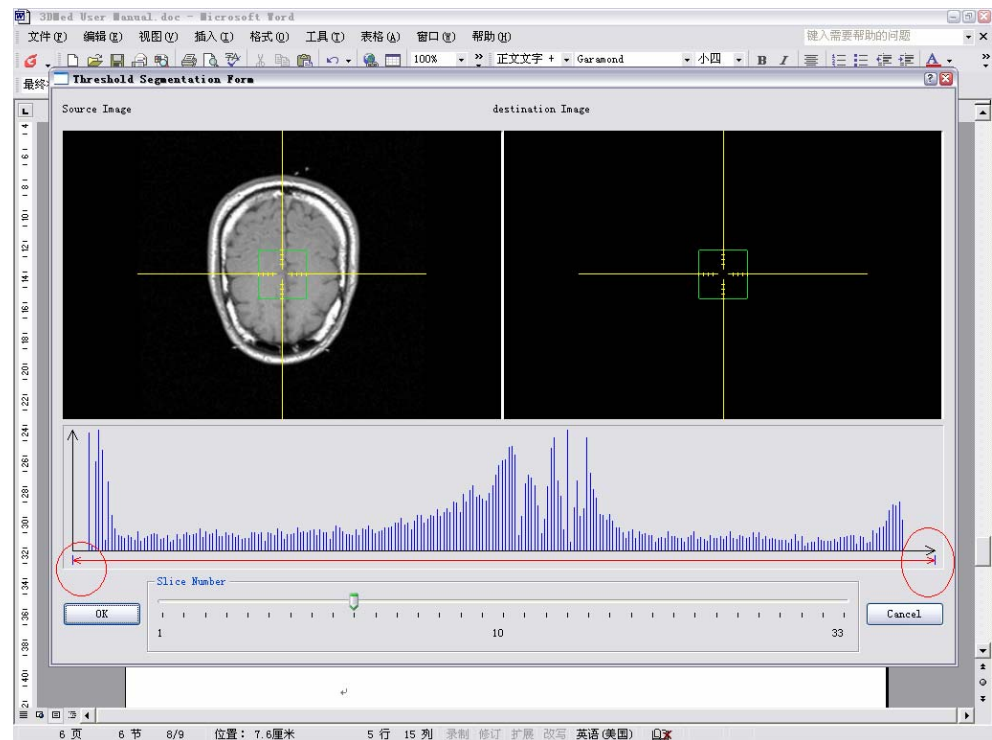 3DMed User Manual.doc - Microsoft Word
文件(F) 编辑(E) 视图(V) 插入(I) 格式(O) 工具(T) 表格(A) 窗口(W) 帮助(H) 键入需要帮助的问题
100% 正文文字 + Garamond 小四 B I A
最终
Threshold Segmentation Form
Source Image destination Image
Slice Number
OK Cancel
1 10 33
6 页 6 节 8/9 位置: 7.6厘米 5 行 15 列 录制 修订 扩展 改写 英语(美国)